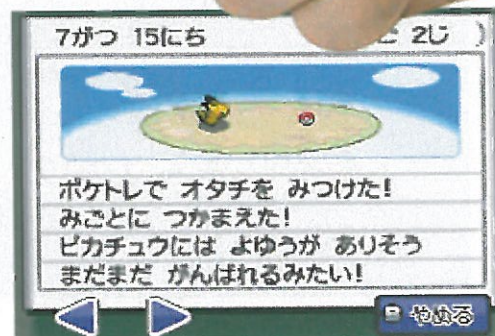 7がつ 15にち 2じ
ポケトレで オタチを みつけた!
みごとに つかまえた!
ピカチュウには よゆうが ありそう
まだまだ がんばれるみたい!
B やめる